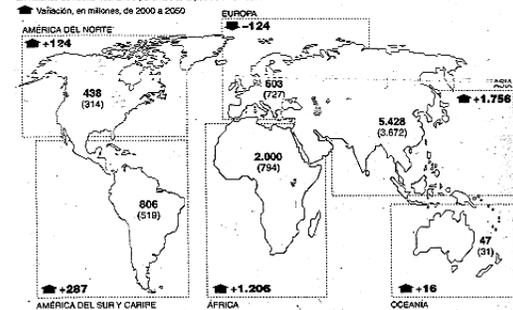 Variación, en millones, de 2000 a 2050
EUROPA
-124
AMÉRICA DEL NORTE
+124
438
(314)
603
(727)
ASIA
+1.756
5.428
(3.672)
2.000
(794)
806
(519)
47
(31)
+287
+1.206
+16
AMÉRICA DEL SUR Y CARIBE
ÁFRICA
OCEANÍA